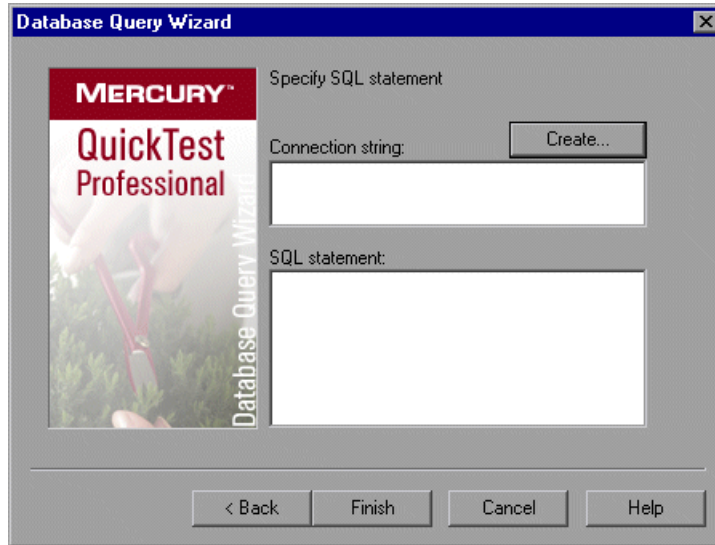 Database Query Wizard
MERCURY™
QuickTest
Professional
Database Query Wizard
Specify SQL statement
Connection string:
Create...
SQL statement:
< Back
Finish
Cancel
Help